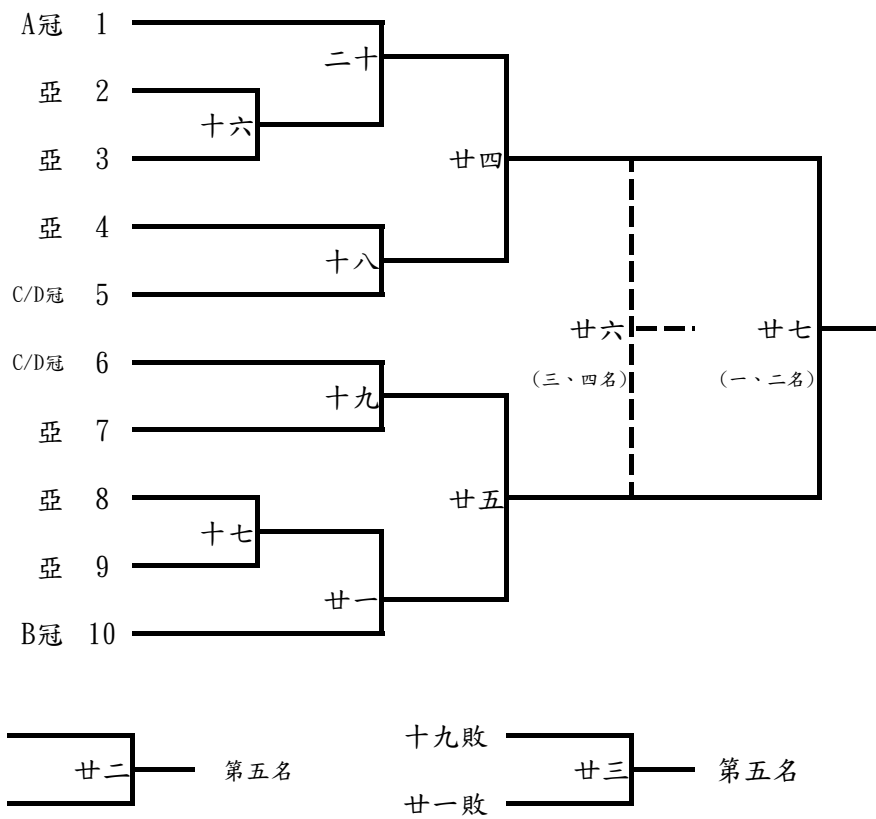 A冠 1
二十
亞 2
十六
亞 3
廿四
亞 4
十八
C/D冠 5
廿六
廿七
C/D冠 6
(三、四名)
(一、二名)
十九
亞 7
亞 8
廿五
十七
亞 9
廿一
B冠 10
十九敗
廿二 第五名
廿三 第五名
廿一敗